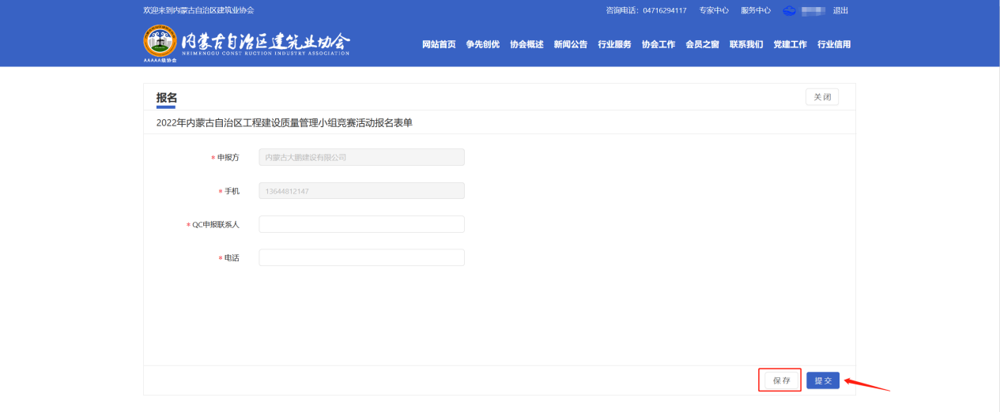 欢迎来到内蒙古自治区建筑业协会
咨询电话：04716294117 专家中心 服务中心 退出
内蒙古自治区建筑业协会
NEIMENGGU CONSTRUCTION INDUSTRY ASSOCIATION
AAAAA级协会
网站首页 争先创优 协会概述 新闻公告 行业服务 协会工作 会员之窗 联系我们 党建工作 行业信用
报名
关闭
2022年内蒙古自治区工程建设质量管理小组竞赛活动报名表单
* 申报方 内蒙古大鹏建设有限公司
* 手机 13644812147
* QC申报联系人
* 电话
保存 提交